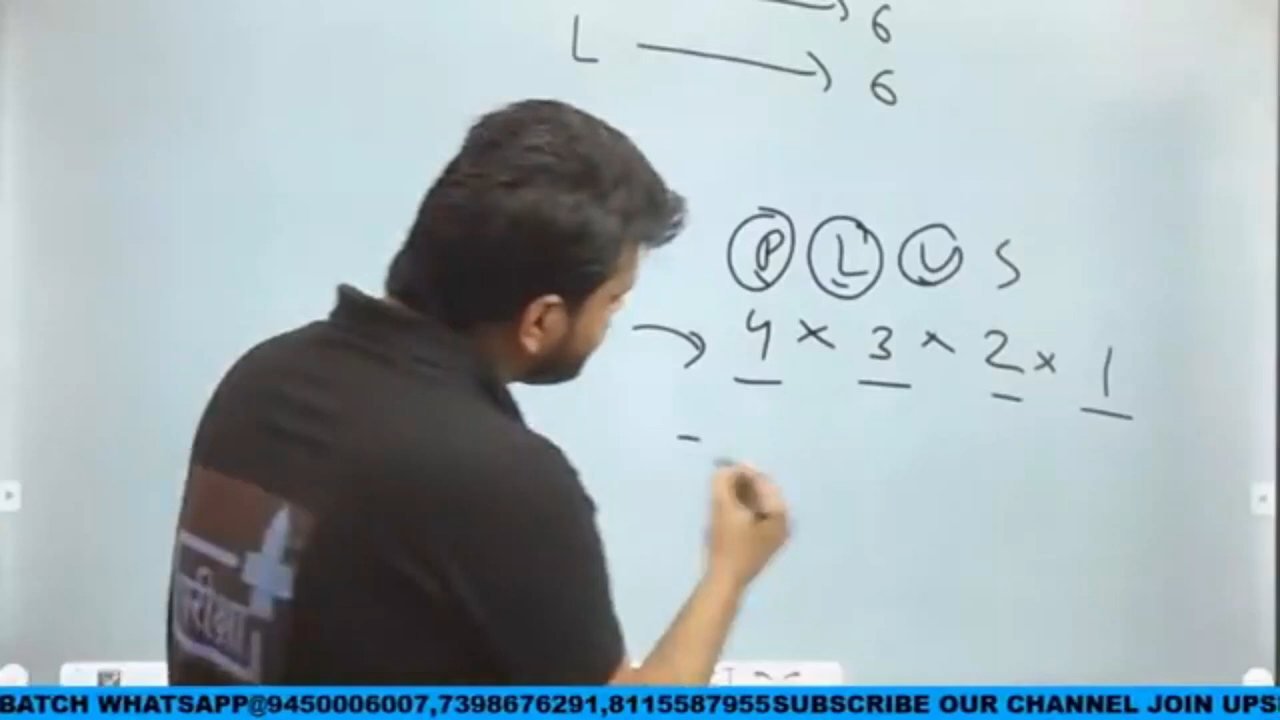 → 6
L → 6
P L U S
→ 4 × 3 × 2 × 1
परीक्षा
BATCH WHATSAPP@9450006007,7398676291,8115587955SUBSCRIBE OUR CHANNEL JOIN UPS